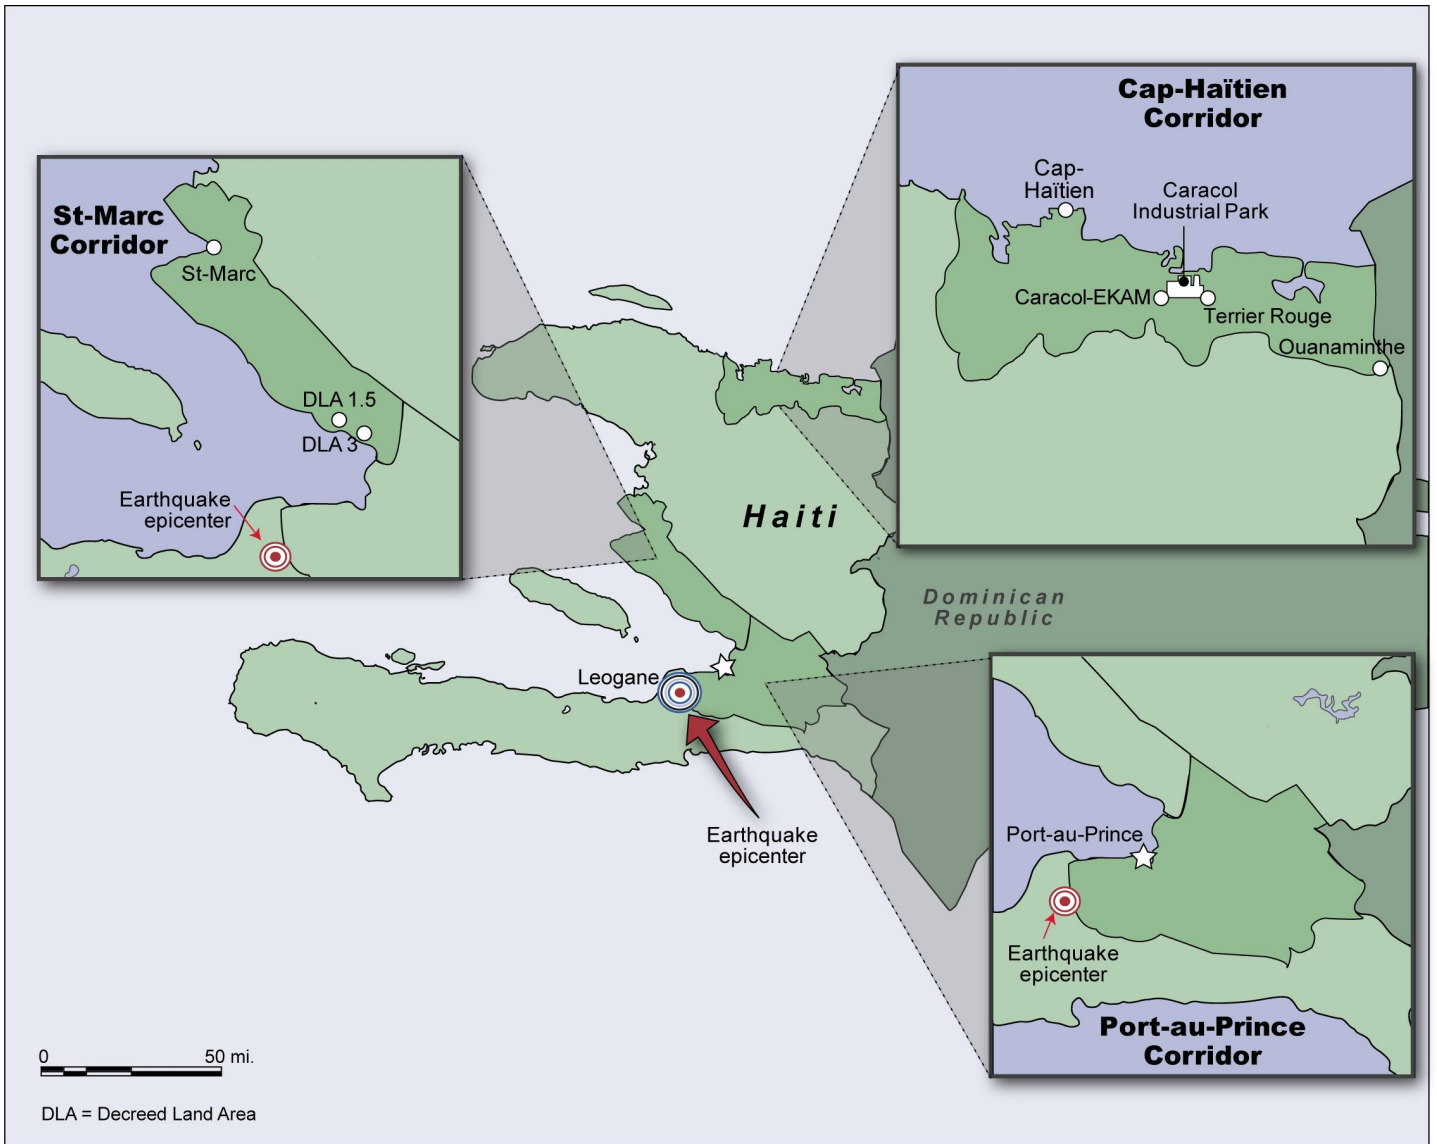 Cap-Haïtien
Corridor
Cap-
Haïtien
Caracol
Industrial Park
Caracol-EKAM
Terrier Rouge
Ouanaminthe
St-Marc
Corridor
St-Marc
DLA 1.5
DLA 3
Earthquake
epicenter
Haiti
Dominican
Republic
Leogane
Earthquake
epicenter
Port-au-Prince
Earthquake
epicenter
Port-au-Prince
Corridor
0 50 mi.
DLA = Decreed Land Area